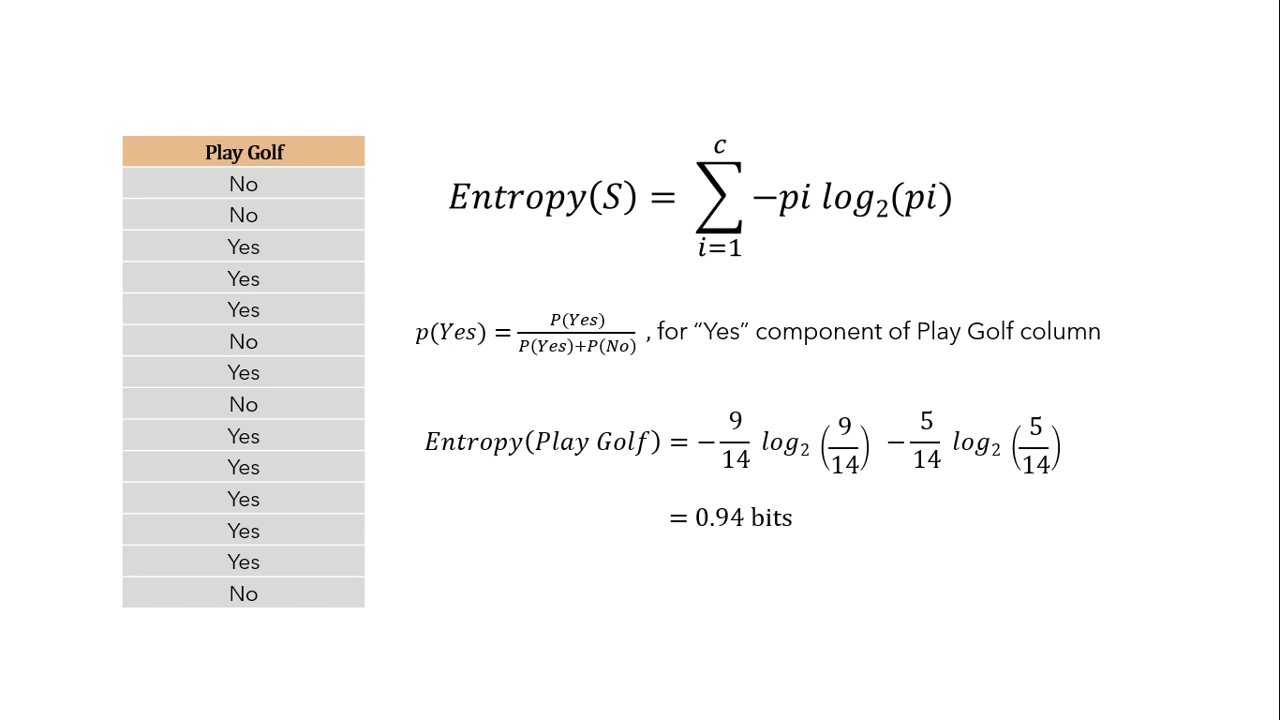 Play Golf
No
No
Yes
Yes
Yes
No
Yes
No
Yes
Yes
Yes
Yes
Yes
No
Entropy(S) = ∑_{i=1}^{c} −pi log₂(pi)
p(Yes) = P(Yes) / P(Yes)+P(No) , for “Yes” component of Play Golf column
Entropy(Play Golf) = − 9/14 log₂ (9/14) − 5/14 log₂ (5/14)
= 0.94 bits